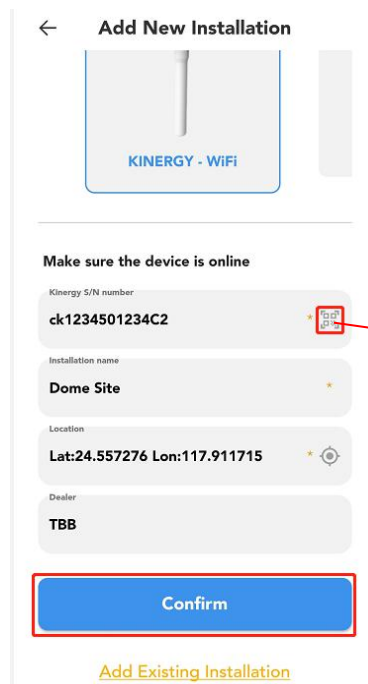 Add New Installation
KINERGY - WiFi
Make sure the device is online
Kinergy S/N number
ck1234501234C2 *
Installation name
Dome Site *
Location
Lat:24.557276 Lon:117.911715 *
Dealer
TBB
Confirm
Add Existing Installation